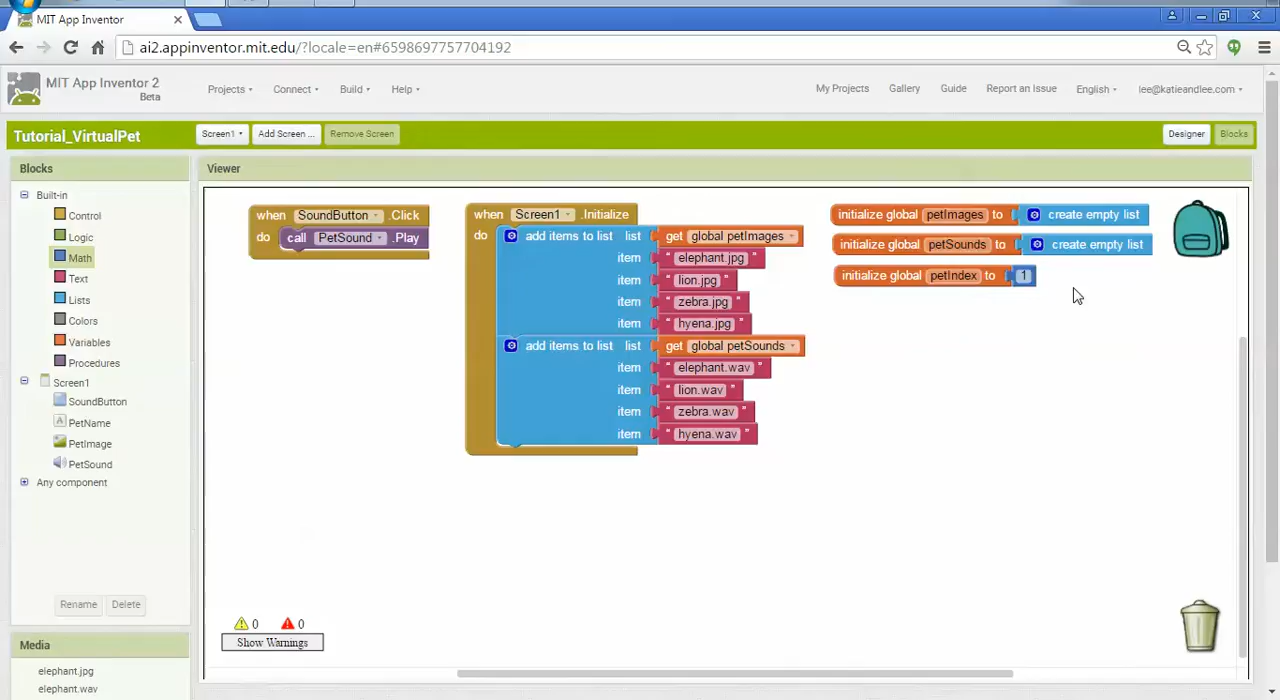 MIT App Inventor
ai2.appinventor.mit.edu/?locale=en#6598697757704192
MIT App Inventor 2
Beta
Projects
Connect
Build
Help
My Projects
Gallery
Guide
Report an Issue
English
lee@katieandlee.com
Tutorial_VirtualPet
Screen1
Add Screen ...
Remove Screen
Designer
Blocks
Blocks
Built-in
Control
Logic
Math
Text
Lists
Colors
Variables
Procedures
Screen1
SoundButton
PetName
PetImage
PetSound
Any component
Rename
Delete
Media
elephant.jpg
elephant.wav
Viewer
when SoundButton .Click
do call PetSound .Play
when Screen1 .Initialize
do add items to list list get global petImages
item " elephant.jpg "
item " lion.jpg "
item " zebra.jpg "
item " hyena.jpg "
add items to list list get global petSounds
item " elephant.wav "
item " lion.wav "
item " zebra.wav "
item " hyena.wav "
initialize global petImages to create empty list
initialize global petSounds to create empty list
initialize global petIndex to 1
0 0
Show Warnings